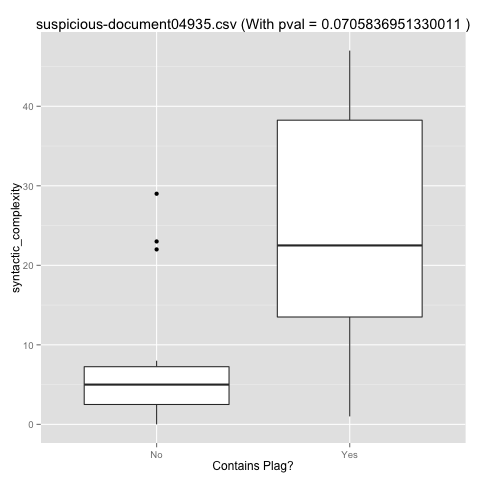 suspicious-document04935.csv (With pval = 0.0705836951330011 )
syntactic_complexity
40
30
20
10
0
No
Yes
Contains Plag?